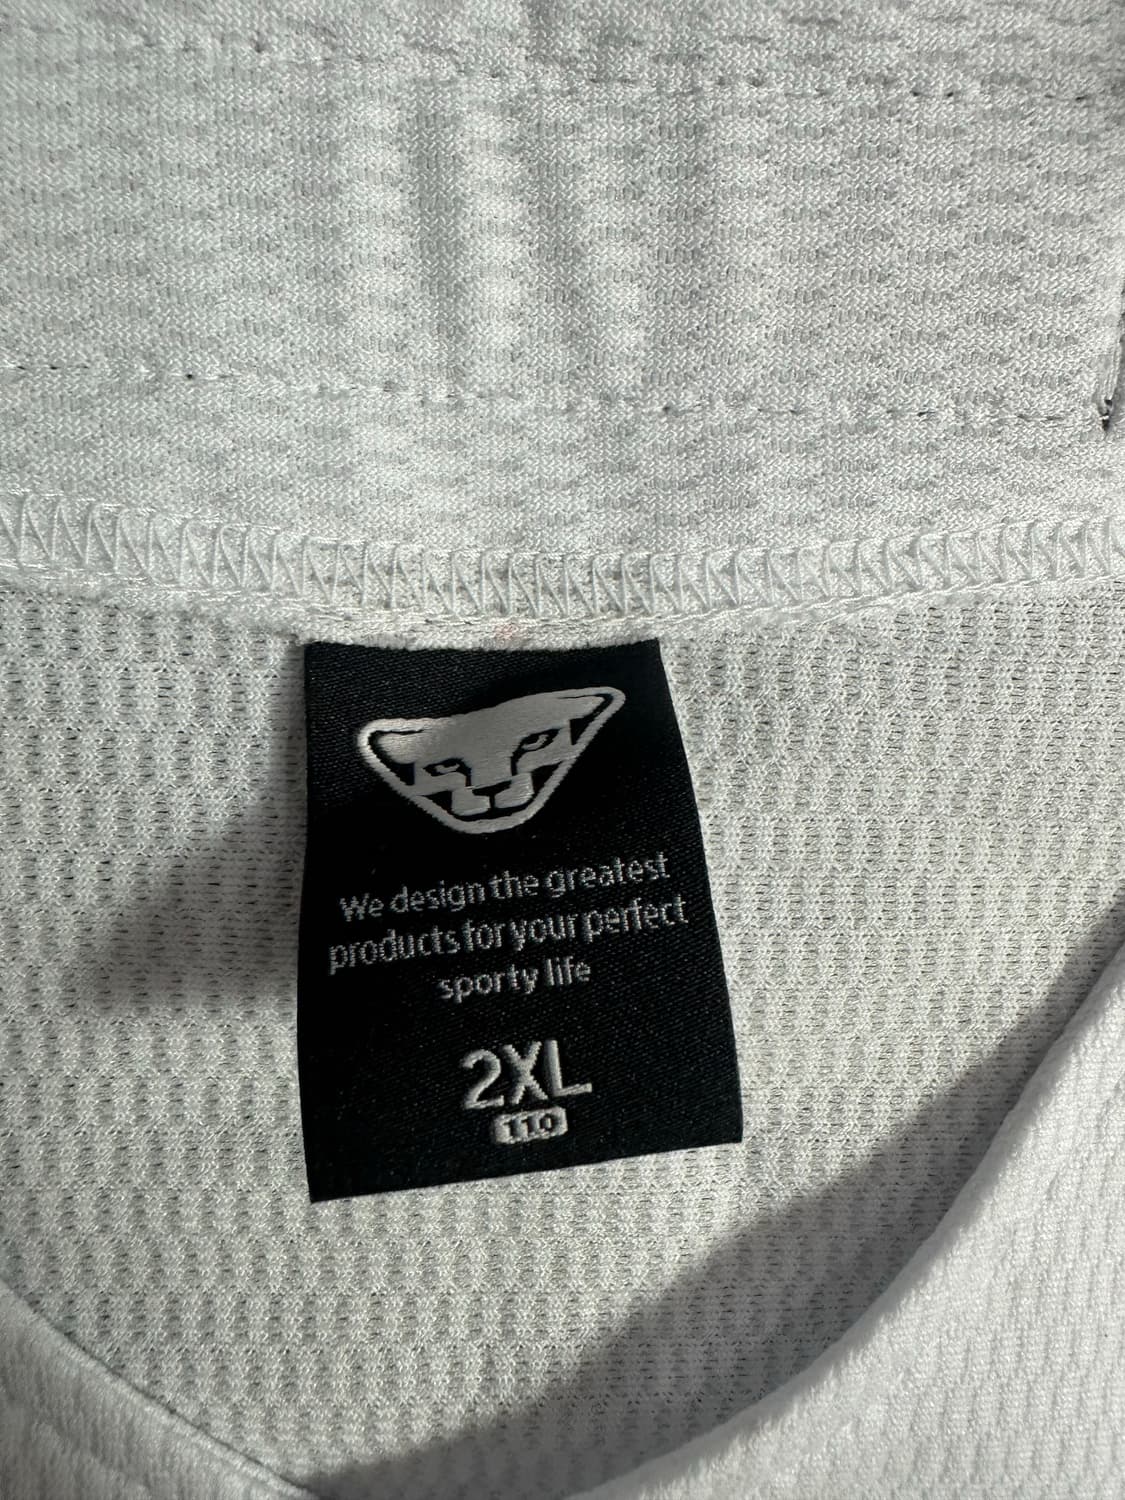 We design the greatest
products for your perfect
sporty life
2XL
110